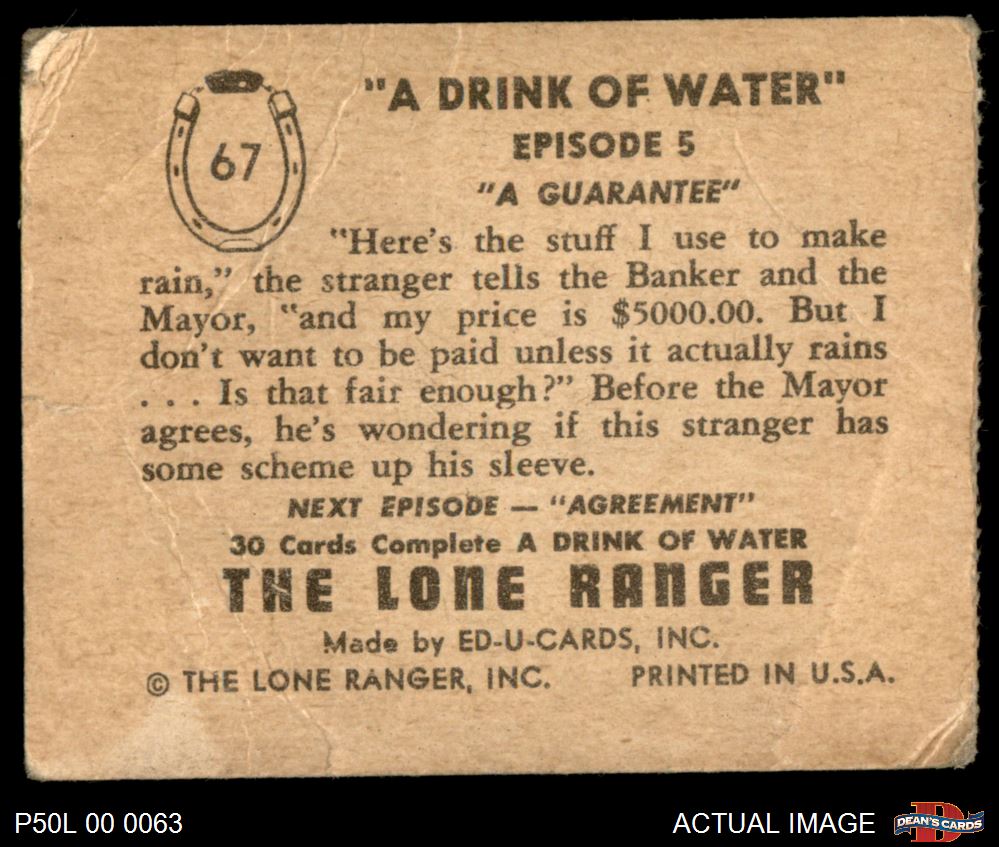 67
"A DRINK OF WATER"
EPISODE 5
"A GUARANTEE"
"Here's the stuff I use to make
rain," the stranger tells the Banker and the
Mayor, "and my price is $5000.00. But I
don't want to be paid unless it actually rains
. . . Is that fair enough?" Before the Mayor
agrees, he's wondering if this stranger has
some scheme up his sleeve.
NEXT EPISODE — "AGREEMENT"
30 Cards Complete A DRINK OF WATER
THE LONE RANGER
Made by ED-U-CARDS, INC.
© THE LONE RANGER, INC. PRINTED IN U.S.A.
P50L 00 0063 ACTUAL IMAGE D DEAN'S CARDS